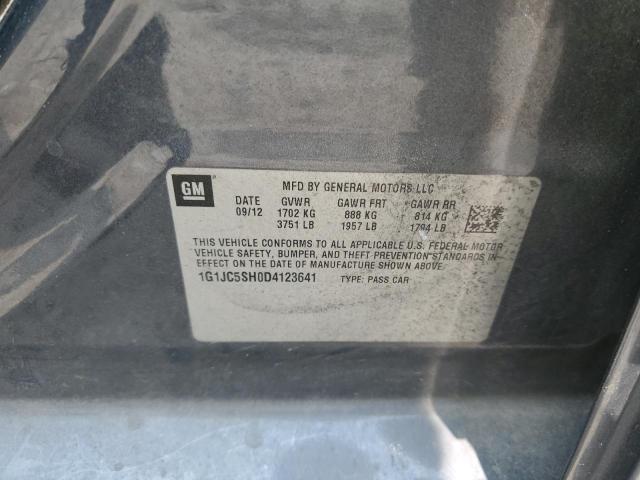 GM
MFD BY GENERAL MOTORS LLC
DATE GVWR GAWR FRT GAWR RR
09/12 1702 KG 888 KG 814 KG
3751 LB 1957 LB 1794 LB
THIS VEHICLE CONFORMS TO ALL APPLICABLE U.S. FEDERAL MOTOR
VEHICLE SAFETY, BUMPER, AND THEFT PREVENTION STANDARDS IN
EFFECT ON THE DATE OF MANUFACTURE SHOWN ABOVE.
1G1JC5SH0D4123641 TYPE: PASS CAR